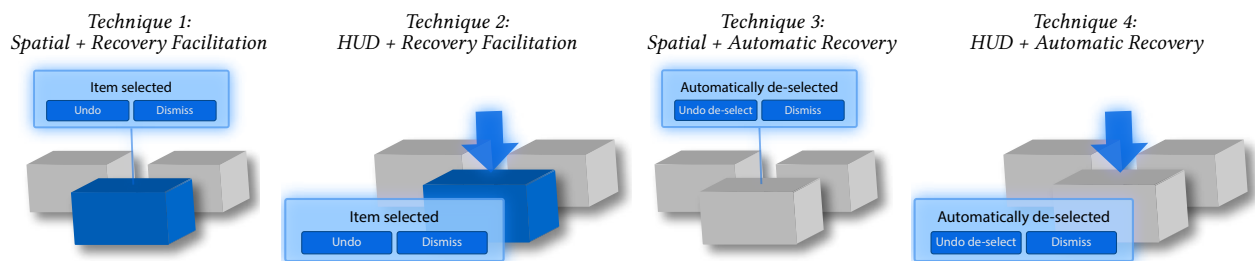 Technique 1:
Spatial + Recovery Facilitation
Item selected
Undo Dismiss
Technique 2:
HUD + Recovery Facilitation
Item selected
Undo Dismiss
Technique 3:
Spatial + Automatic Recovery
Automatically de-selected
Undo de-select Dismiss
Technique 4:
HUD + Automatic Recovery
Automatically de-selected
Undo de-select Dismiss